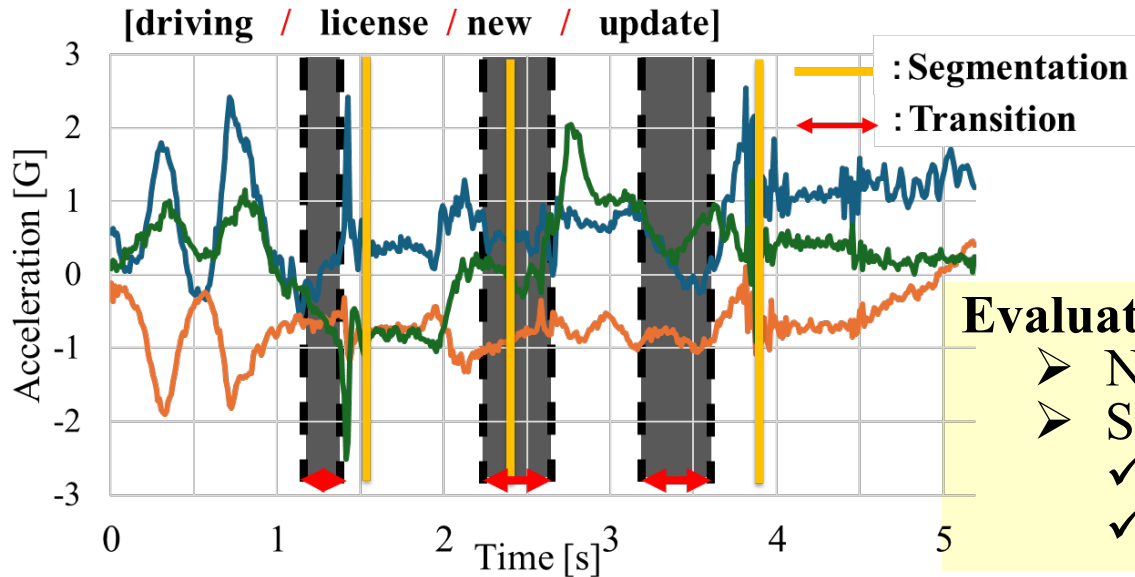 [driving / license / new / update]
: Segmentation
: Transition
Acceleration [G]
3
2
1
0
-1
-2
-3
0
1
2
3
4
5
Time [s]
Evaluat
➢ N
➢ S
✓
✓